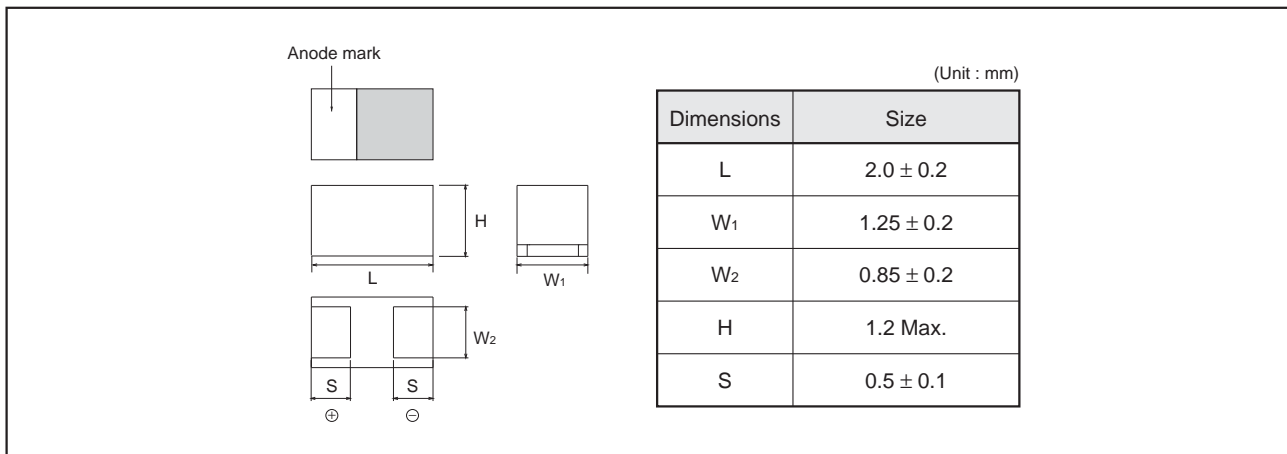 Anode mark
(Unit : mm)
Dimensions Size
L 2.0 ± 0.2
W1 1.25 ± 0.2
W2 0.85 ± 0.2
H 1.2 Max.
S 0.5 ± 0.1
H
L
W1
W2
S S
⊕ ⊖